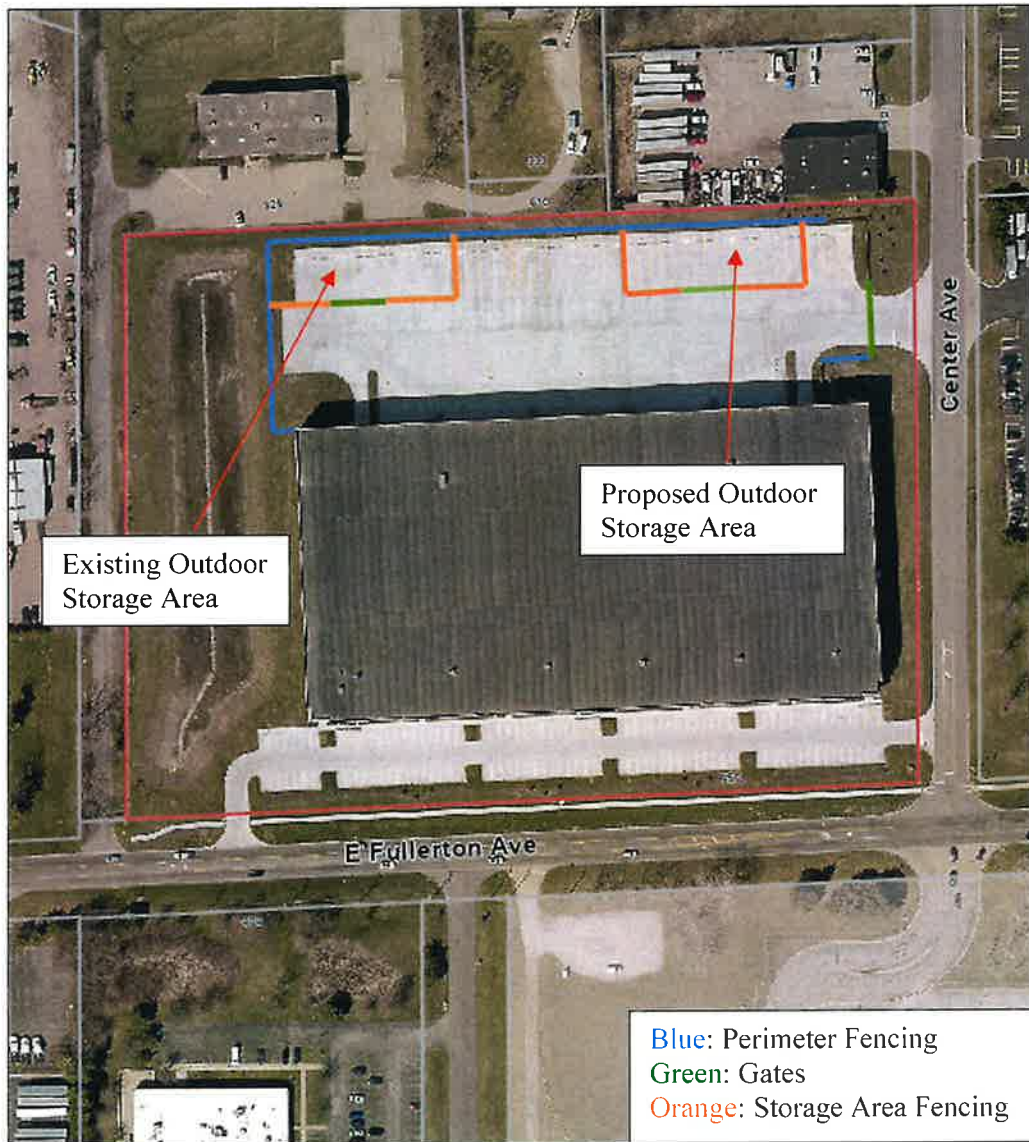 Center Ave
Proposed Outdoor
Storage Area
Existing Outdoor
Storage Area
E Fullerton Ave
Blue: Perimeter Fencing
Green: Gates
Orange: Storage Area Fencing